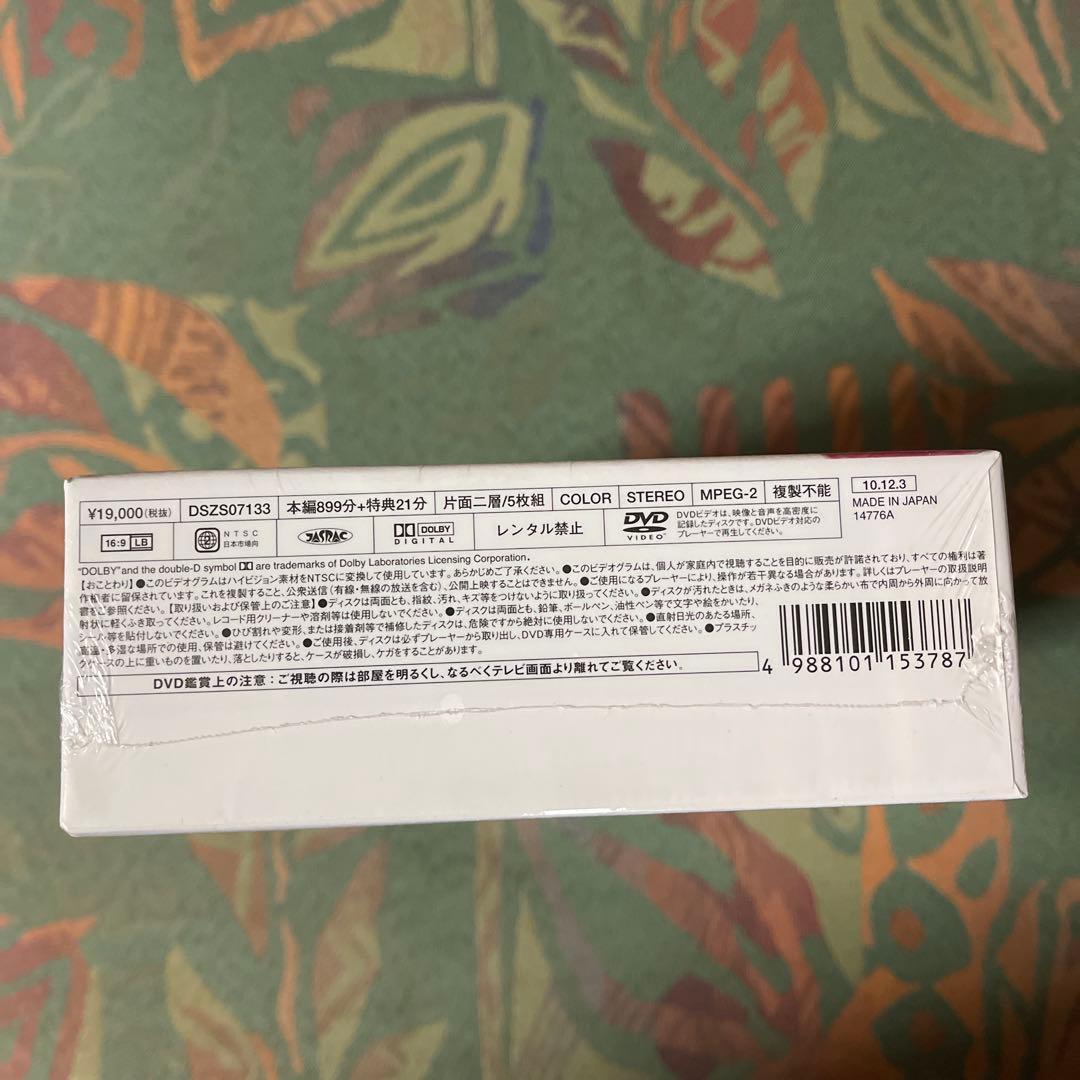 ¥19,000(税抜) DSZS07133 本編899分+特典21分 片面二層/5枚組 COLOR STEREO MPEG-2 複製不能 10.12.3
MADE IN JAPAN
14776A
16:9 LB NTSC 日本市場向 JASRAC DOLBY DIGITAL レンタル禁止 DVD VIDEO
DVDビデオは、映像と音声を高密度に
記録したディスクです。DVDビデオ対応の
プレーヤーで再生してください。
"DOLBY"and the double-D symbol are trademarks of Dolby Laboratories Licensing Corporation.
【おことわり】●このビデオグラムはハイビジョン素材をNTSCに変換して使用しています。あらかじめご了承ください。●このビデオグラムは、個人が家庭内で視聴することを目的に販売が許諾されており、すべての権利は著
作権者に留保されています。これを複製すること、公衆送信(有線・無線の放送を含む)、公開上映することはできません。●ご使用になるプレーヤーにより、操作が若干異なる場合があります。詳しくはプレーヤーの取扱説明
書をご参照ください。【取り扱いおよび保管上のご注意】●ディスクは両面とも、指紋、汚れ、キズ等をつけないように取り扱ってください。●ディスクが汚れたときは、メガネふきのような柔らかい布で内周から外周に向かって放
射状に軽くふき取ってください。レコード用クリーナーや溶剤等は使用しないでください。●ディスクは両面とも、鉛筆、ボールペン、油性ペン等で文字や絵をかいたり、
シール等を貼付しないでください。●ひび割れや変形、または接着剤等で補修したディスクは、危険ですから絶対に使用しないでください。●直射日光のあたる場所、
高温・多湿な場所での使用、保管は避けてください。●ご使用後、ディスクは必ずプレーヤーから取り出し、DVD専用ケースに入れて保管してください。●プラスチッ
クケースの上に重いものを置いたり、落としたりすると、ケースが破損し、ケガをすることがあります。
DVD鑑賞上の注意:ご視聴の際は部屋を明るくし、なるべくテレビ画面より離れてご覧ください。
4 988101 153787